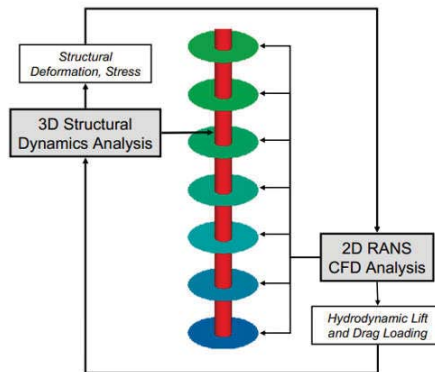 Structural
Deformation, Stress
3D Structural
Dynamics Analysis
2D RANS
CFD Analysis
Hydrodynamic Lift
and Drag Loading